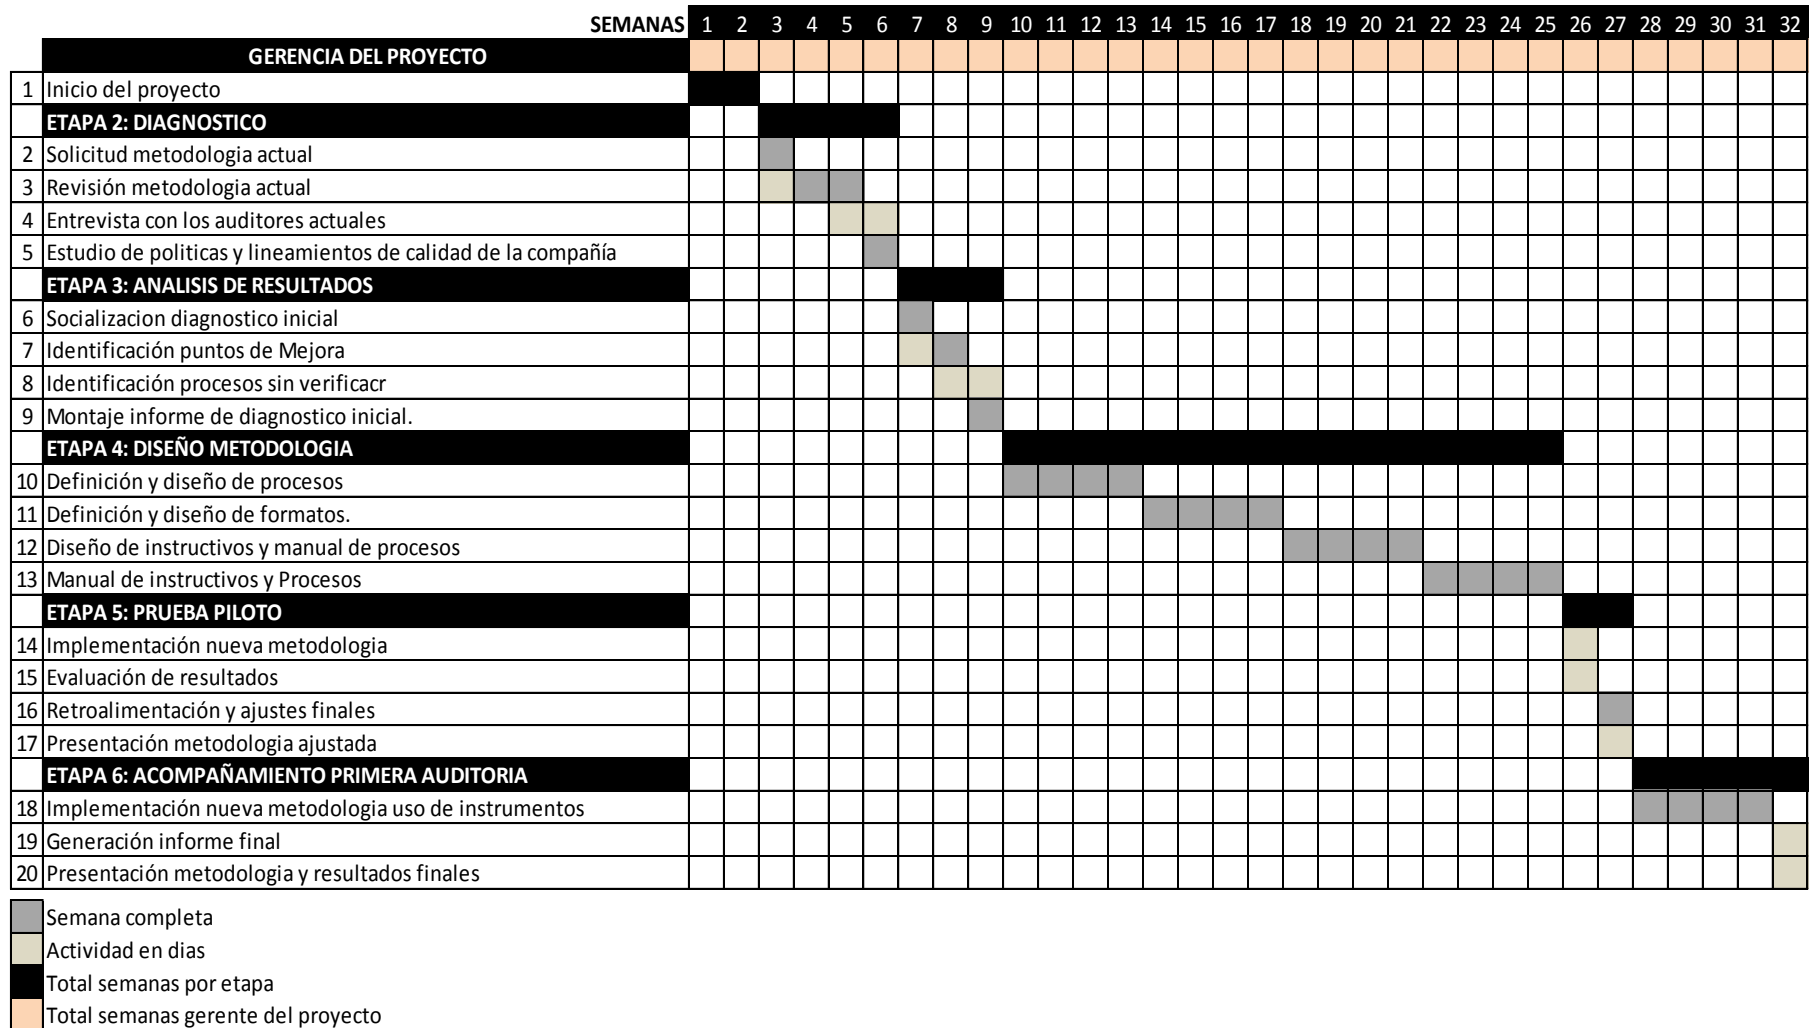 SEMANAS 1 2 3 4 5 6 7 8 9 10 11 12 13 14 15 16 17 18 19 20 21 22 23 24 25 26 27 28 29 30 31 32
GERENCIA DEL PROYECTO
1 Inicio del proyecto
ETAPA 2: DIAGNOSTICO
2 Solicitud metodologia actual
3 Revisión metodologia actual
4 Entrevista con los auditores actuales
5 Estudio de politicas y lineamientos de calidad de la compañía
ETAPA 3: ANALISIS DE RESULTADOS
6 Socializacion diagnostico inicial
7 Identificación puntos de Mejora
8 Identificación procesos sin verificacr
9 Montaje informe de diagnostico inicial.
ETAPA 4: DISEÑO METODOLOGIA
10 Definición y diseño de procesos
11 Definición y diseño de formatos.
12 Diseño de instructivos y manual de procesos
13 Manual de instructivos y Procesos
ETAPA 5: PRUEBA PILOTO
14 Implementación nueva metodologia
15 Evaluación de resultados
16 Retroalimentación y ajustes finales
17 Presentación metodologia ajustada
ETAPA 6: ACOMPAÑAMIENTO PRIMERA AUDITORIA
18 Implementación nueva metodologia uso de instrumentos
19 Generación informe final
20 Presentación metodologia y resultados finales
Semana completa
Actividad en dias
Total semanas por etapa
Total semanas gerente del proyecto